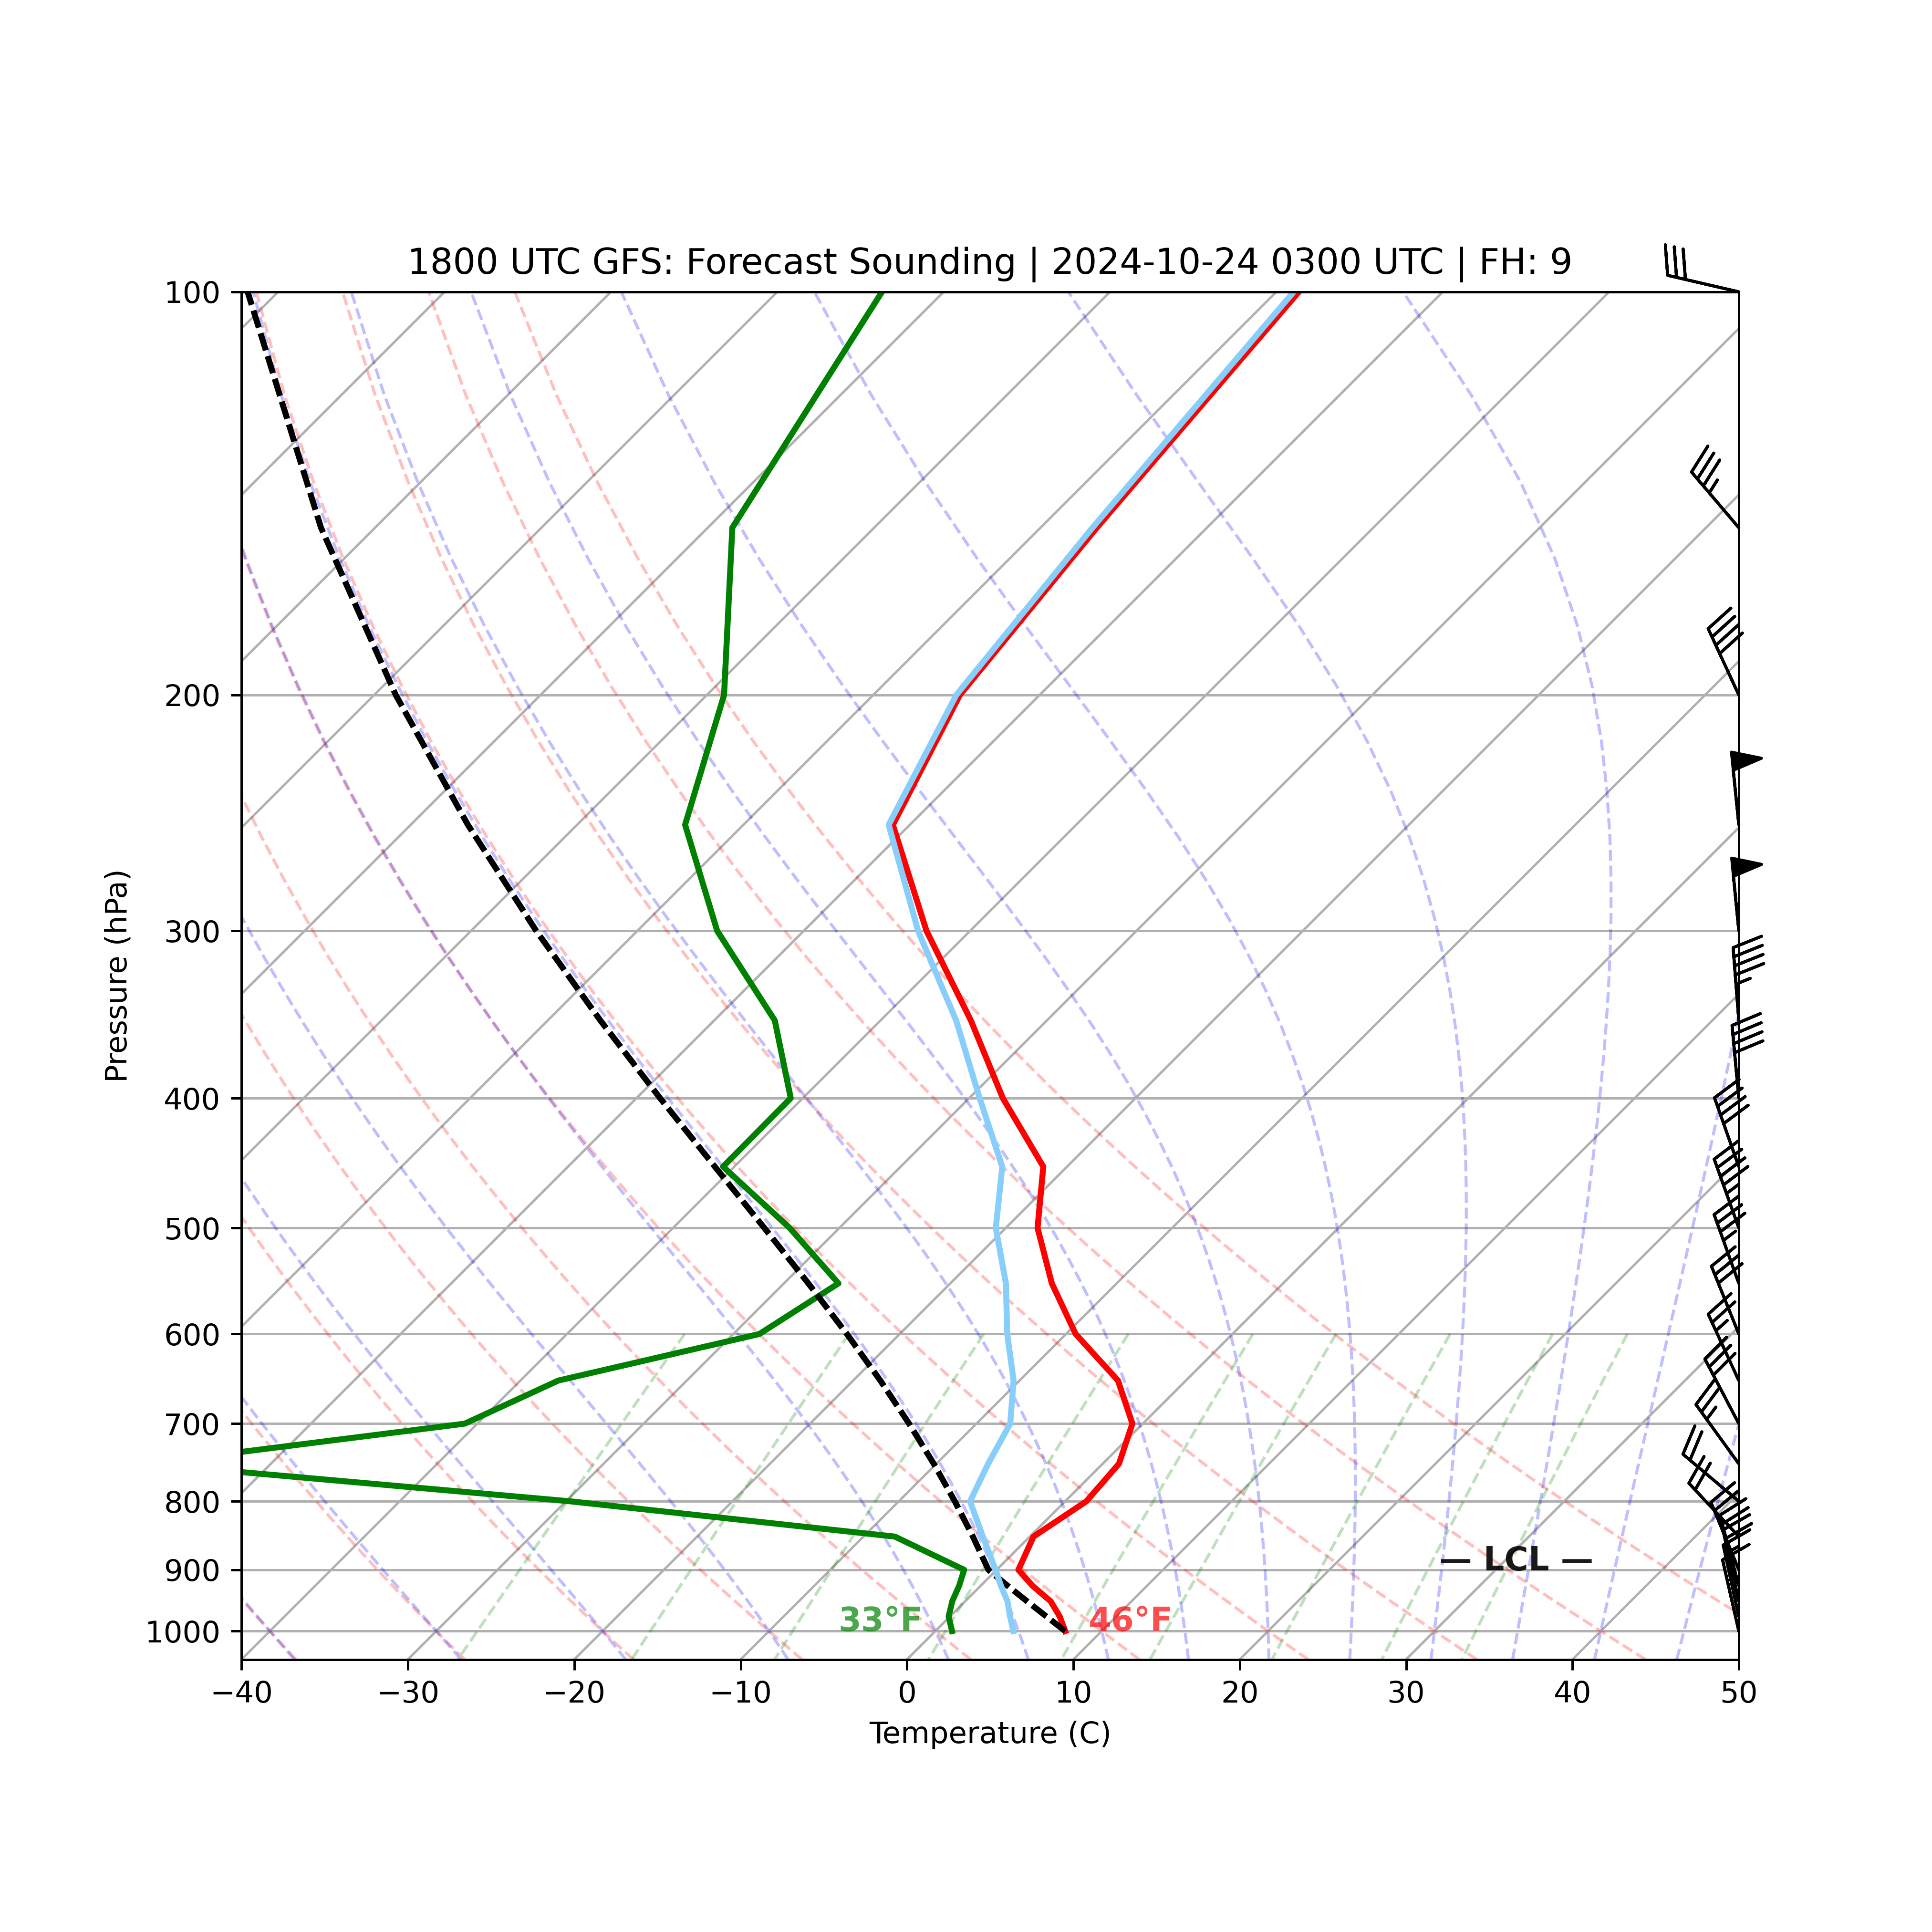 1800 UTC GFS: Forecast Sounding | 2024-10-24 0300 UTC | FH: 9
100
200
300
400
500
600
700
800
900
1000
Pressure (hPa)
— LCL —
33°F
46°F
−40 −30 −20 −10 0 10 20 30 40 50
Temperature (C)